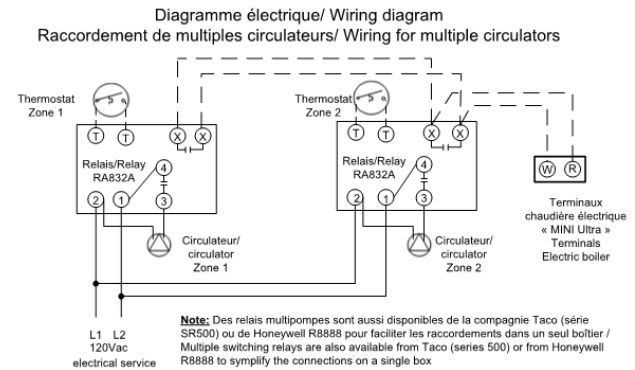 Diagramme électrique/ Wiring diagram
Raccordement de multiples circulateurs/ Wiring for multiple circulators
Thermostat
Zone 1
T T X X
Relais/Relay
RA832A
4
2 1 3
Circulateur/
circulator
Zone 1
Thermostat
Zone 2
T T X X
Relais/Relay
RA832A
4
2 1 3
Circulateur/
circulator
Zone 2
W R
Terminaux
chaudière électrique
« MINI Ultra »
Terminals
Electric boiler
L1 L2
120Vac
electrical service
Note: Des relais multipompes sont aussi disponibles de la compagnie Taco (série
SR500) ou de Honeywell R8888 pour faciliter les raccordements dans un seul boîtier /
Multiple switching relays are also available from Taco (series 500) or from Honeywell
R8888 to symplify the connections on a single box